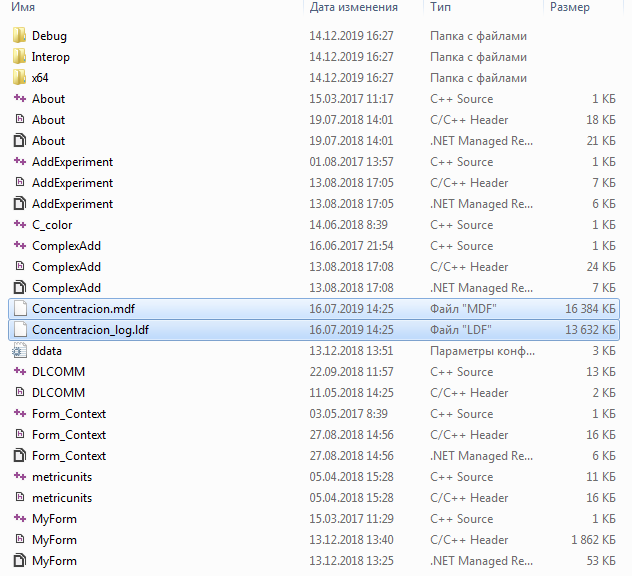 Имя Дата изменения Тип Размер
Debug 14.12.2019 16:27 Папка с файлами
Interop 14.12.2019 16:27 Папка с файлами
x64 14.12.2019 16:27 Папка с файлами
About 15.03.2017 11:17 C++ Source 1 КБ
About 19.07.2018 14:01 C/C++ Header 18 КБ
About 19.07.2018 14:01 .NET Managed Re... 21 КБ
AddExperiment 01.08.2017 13:57 C++ Source 1 КБ
AddExperiment 13.08.2018 17:05 C/C++ Header 7 КБ
AddExperiment 13.08.2018 17:05 .NET Managed Re... 6 КБ
C_color 14.06.2018 8:39 C++ Source 1 КБ
ComplexAdd 16.06.2017 21:54 C++ Source 1 КБ
ComplexAdd 13.08.2018 17:08 C/C++ Header 24 КБ
ComplexAdd 13.08.2018 17:08 .NET Managed Re... 7 КБ
Concentracion.mdf 16.07.2019 14:25 Файл "MDF" 16 384 КБ
Concentracion_log.ldf 16.07.2019 14:25 Файл "LDF" 13 632 КБ
ddata 13.12.2018 13:51 Параметры конф... 3 КБ
DLCOMM 22.09.2018 11:57 C++ Source 13 КБ
DLCOMM 11.05.2018 14:25 C/C++ Header 2 КБ
Form_Context 03.05.2017 8:39 C++ Source 1 КБ
Form_Context 27.08.2018 14:56 C/C++ Header 16 КБ
Form_Context 27.08.2018 14:56 .NET Managed Re... 6 КБ
metricunits 05.04.2018 15:28 C++ Source 11 КБ
metricunits 05.04.2018 15:28 C/C++ Header 16 КБ
MyForm 15.03.2017 11:29 C++ Source 1 КБ
MyForm 13.12.2018 13:40 C/C++ Header 1 862 КБ
MyForm 13.12.2018 13:25 .NET Managed Re... 53 КБ